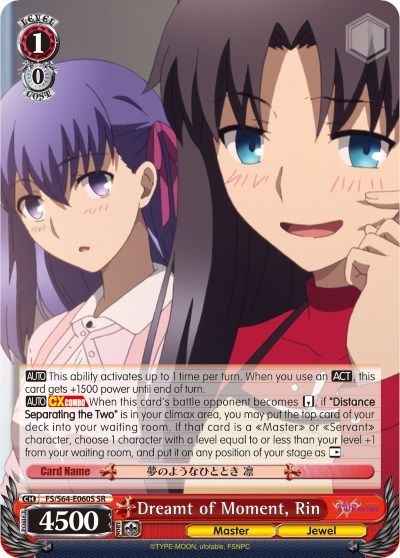 LEVEL
1
0
COST
AUTO This ability activates up to 1 time per turn. When you use an ACT, this
card gets +1500 power until end of turn.
AUTO CX COMBO When this card's battle opponent becomes, if "Distance
Separating the Two" is in your climax area, you may put the top card of your
deck into your waiting room. If that card is a «Master» or «Servant»
character, choose 1 character with a level equal to or less than your level +1
from your waiting room, and put it on any position of your stage as
Card Name
夢のようなひととき 凛
CH FS/S64-E060S SR
4500
Dreamt of Moment, Rin
Master
Jewel
©TYPE-MOON, ufotable, FSNPC